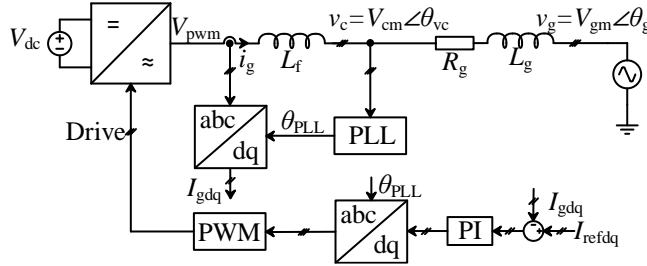 V_dc
=
≈
V_pwm
i_g
L_f
v_c=V_cm∠θ_vc
R_g
L_g
v_g=V_gm∠θ_g
Drive
abc
dq
θ_PLL
PLL
I_gdq
PWM
abc
dq
θ_PLL
PI
I_gdq
+
-
I_refdq